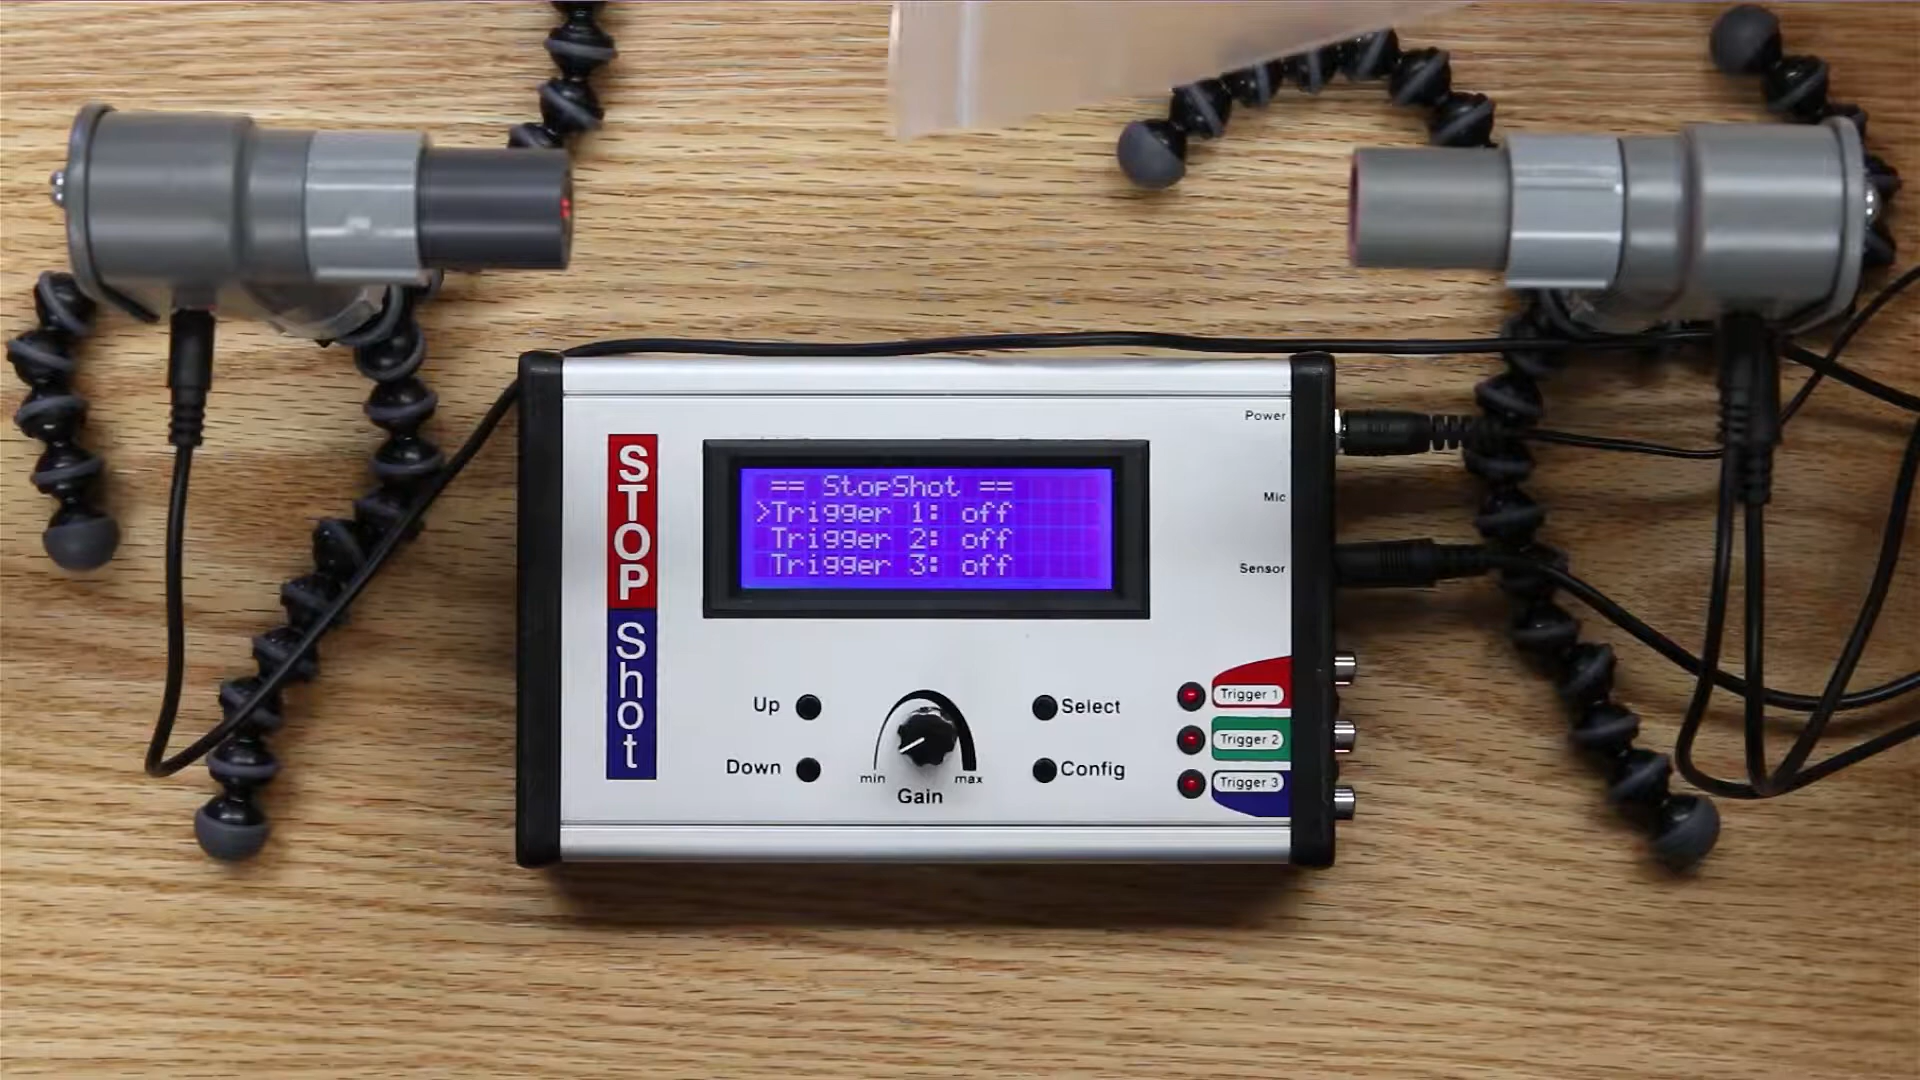 STOP
Shot
== StopShot ==
>Trigger 1: off
Trigger 2: off
Trigger 3: off
Power
Mic
Sensor
Up
Down
min
max
Gain
Select
Config
Trigger 1
Trigger 2
Trigger 3